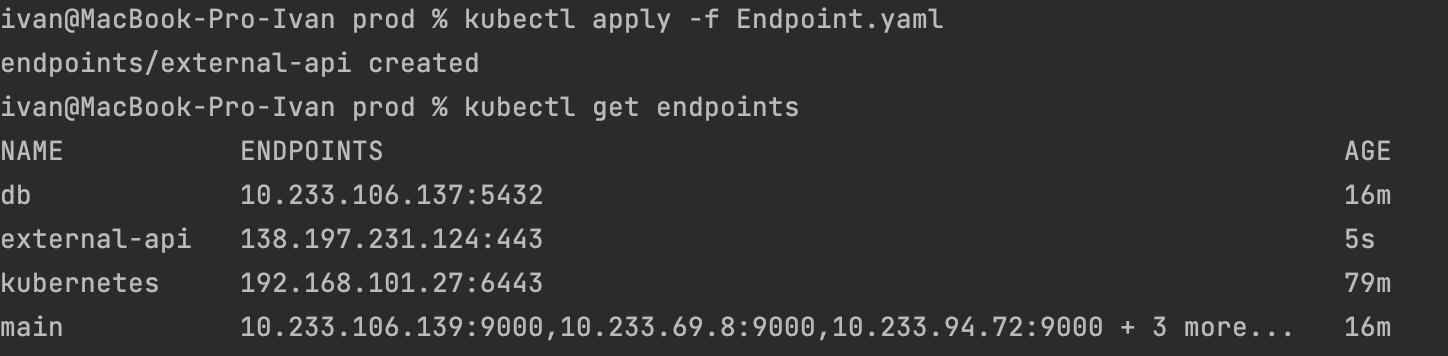 ivan@MacBook-Pro-Ivan prod % kubectl apply -f Endpoint.yaml
endpoints/external-api created
ivan@MacBook-Pro-Ivan prod % kubectl get endpoints
NAME           ENDPOINTS                                                            AGE
db             10.233.106.137:5432                                                  16m
external-api   138.197.231.124:443                                                  5s
kubernetes     192.168.101.27:6443                                                  79m
main           10.233.106.139:9000,10.233.69.8:9000,10.233.94.72:9000 + 3 more...   16m